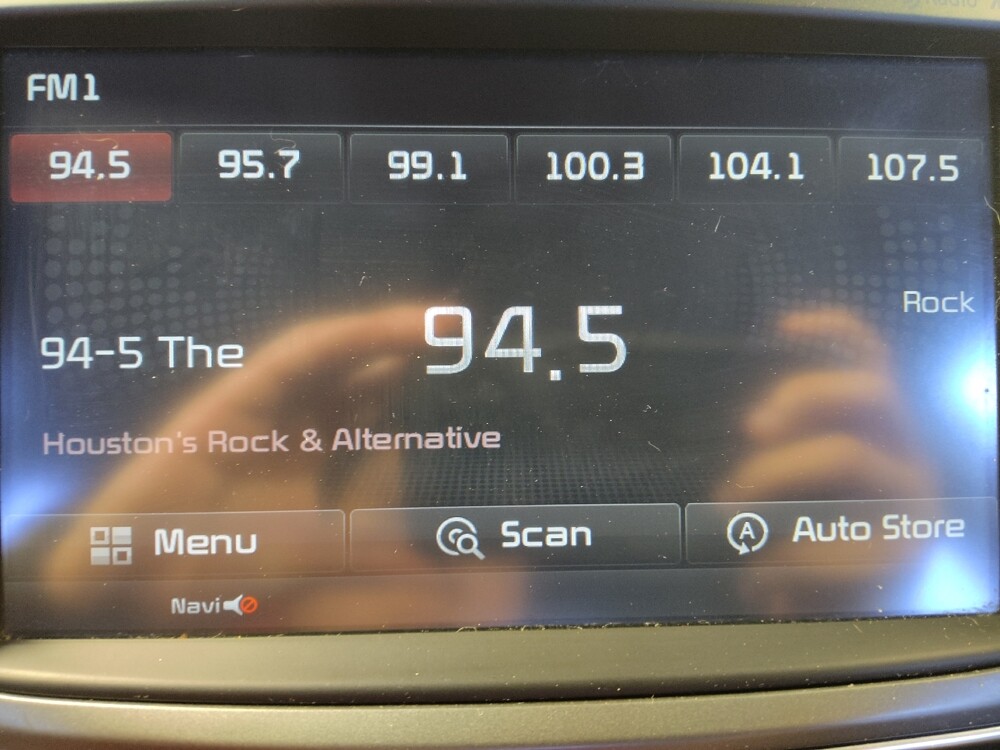 FM1
94.5 95.7 99.1 100.3 104.1 107.5
Rock
94-5 The 94.5
Houston's Rock & Alternative
Menu Scan A Auto Store
Navi